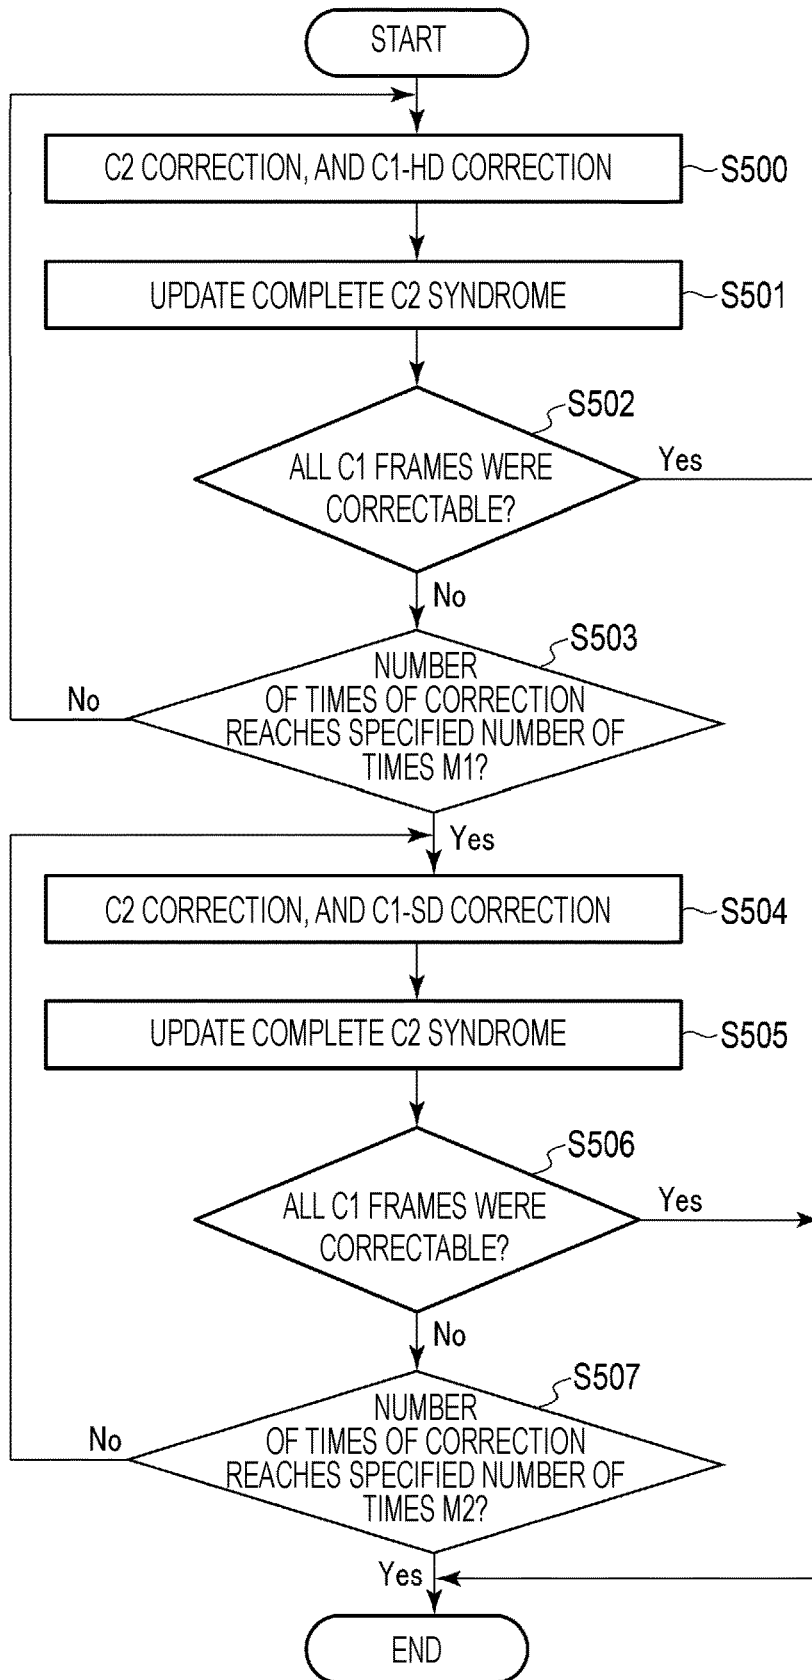 START
C2 CORRECTION, AND C1-HD CORRECTION
S500
UPDATE COMPLETE C2 SYNDROME
S501
S502
ALL C1 FRAMES WERE
CORRECTABLE?
Yes
No
S503
NUMBER
OF TIMES OF CORRECTION
REACHES SPECIFIED NUMBER OF
TIMES M1?
No
Yes
C2 CORRECTION, AND C1-SD CORRECTION
S504
UPDATE COMPLETE C2 SYNDROME
S505
S506
ALL C1 FRAMES WERE
CORRECTABLE?
Yes
No
S507
NUMBER
OF TIMES OF CORRECTION
REACHES SPECIFIED NUMBER OF
TIMES M2?
No
Yes
END